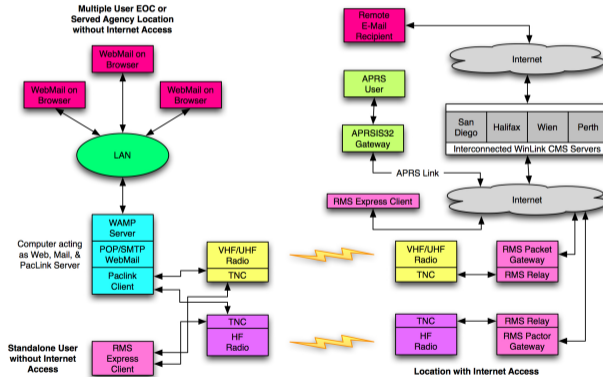 Multiple User EOC or
Served Agency Location
without Internet Access
WebMail on
Browser
WebMail on
Browser
WebMail on
Browser
LAN
WAMP
Server
POP/SMTP
WebMail
Paclink
Client
Computer acting
as Web, Mail, &
PacLink Server
VHF/UHF
Radio
TNC
TNC
HF
Radio
Standalone User
without Internet
Access
RMS
Express
Client
Remote
E-Mail
Recipient
Internet
APRS
User
APRSIS32
Gateway
APRS Link
San
Diego
Halifax
Wien
Perth
Interconnected WinLink CMS Servers
RMS Express Client
Internet
VHF/UHF
Radio
TNC
RMS Packet
Gateway
RMS Relay
TNC
HF
Radio
RMS Relay
RMS Pactor
Gateway
Location with Internet Access